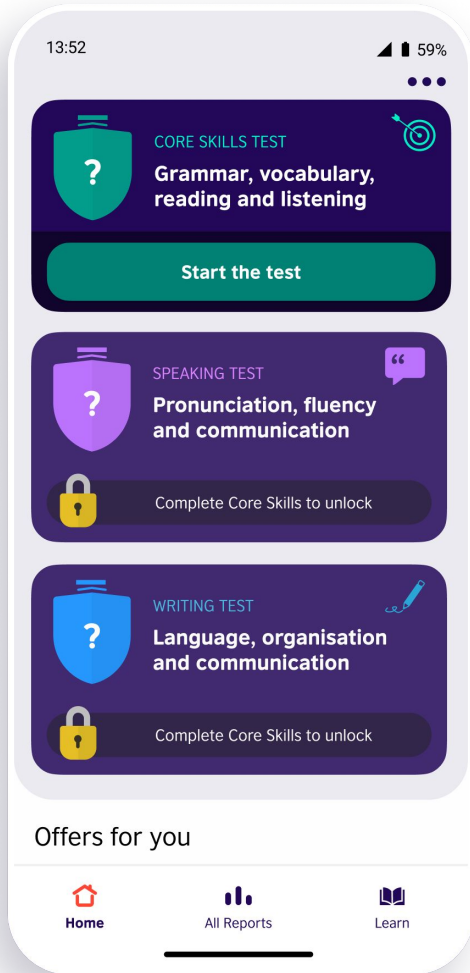 13:52
59%
CORE SKILLS TEST
?
Grammar, vocabulary,
reading and listening
Start the test
SPEAKING TEST
“
?
Pronunciation, fluency
and communication
Complete Core Skills to unlock
WRITING TEST
?
Language, organisation
and communication
Complete Core Skills to unlock
Offers for you
Home
All Reports
Learn